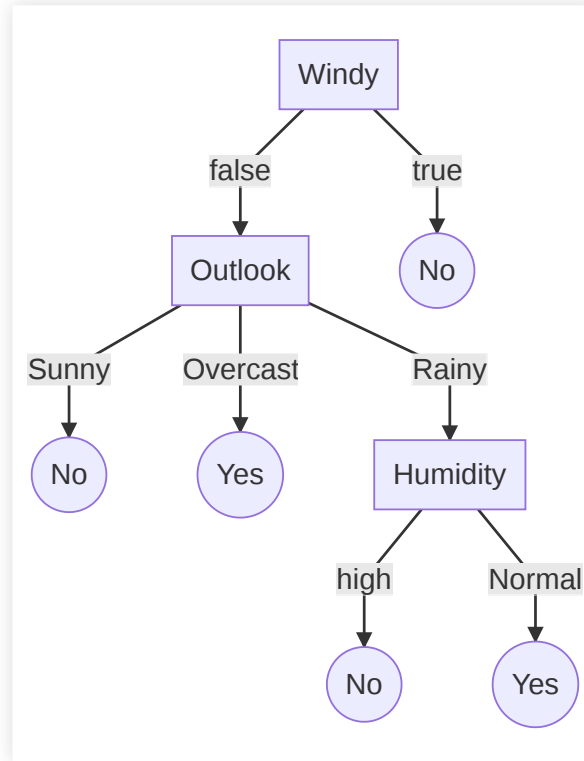 Windy
false
true
Outlook
No
Sunny
Overcast
Rainy
No
Yes
Humidity
high
Normal
No
Yes